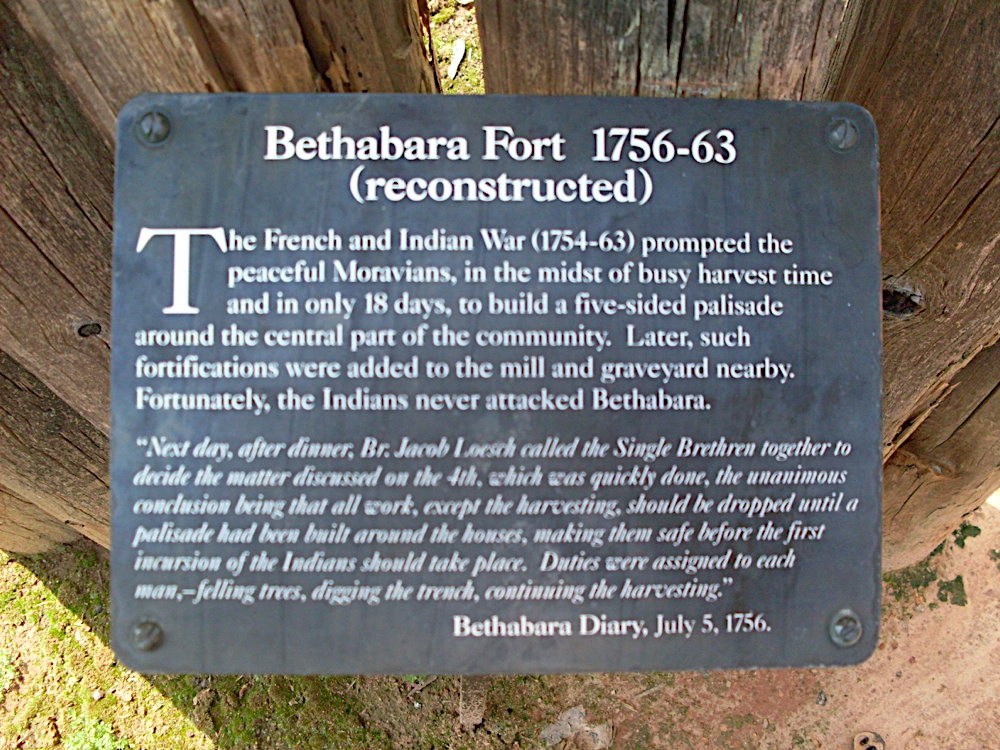 Bethabara Fort 1756-63
(reconstructed)
The French and Indian War (1754-63) prompted the
peaceful Moravians, in the midst of busy harvest time
and in only 18 days, to build a five-sided palisade
around the central part of the community. Later, such
fortifications were added to the mill and graveyard nearby.
Fortunately, the Indians never attacked Bethabara.
“Next day, after dinner, Br. Jacob Loesch called the Single Brethren together to
decide the matter discussed on the 4th, which was quickly done, the unanimous
conclusion being that all work, except the harvesting, should be dropped until a
palisade had been built around the houses, making them safe before the first
incursion of the Indians should take place. Duties were assigned to each
man,–felling trees, digging the trench, continuing the harvesting.”
Bethabara Diary, July 5, 1756.